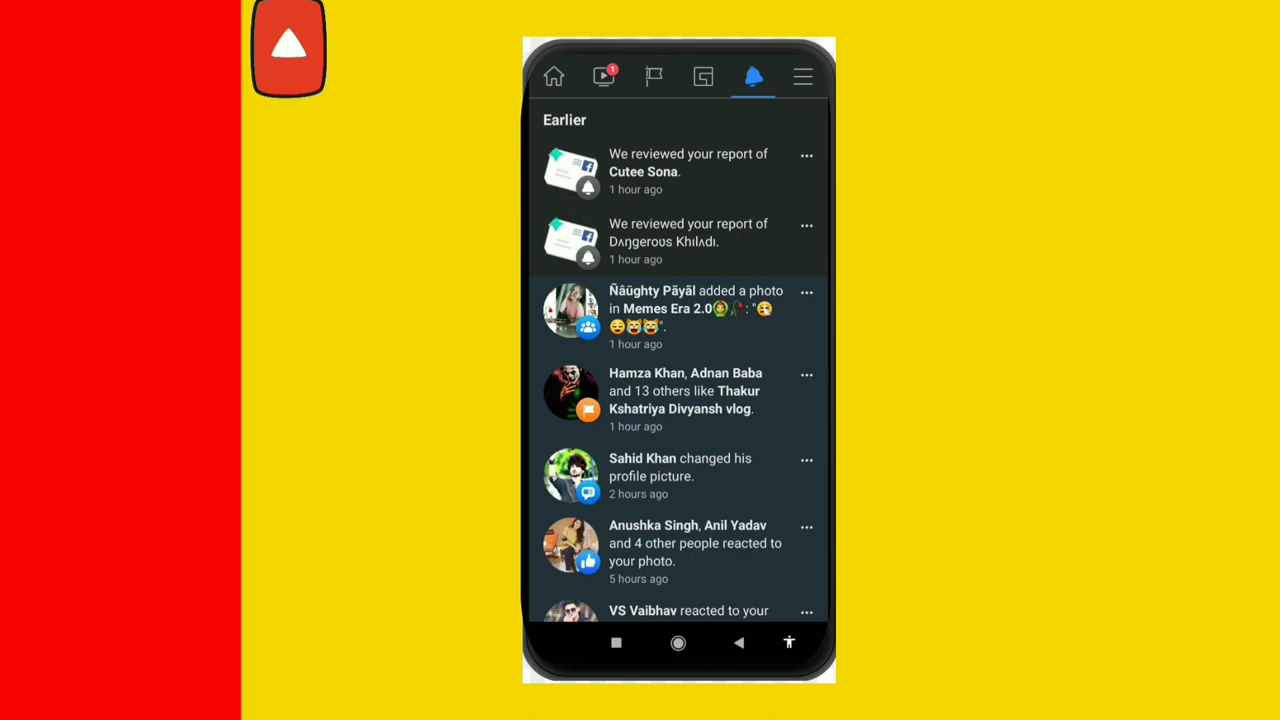 1
Earlier
We reviewed your report of
Cutee Sona.
1 hour ago
We reviewed your report of
Dʌŋgeroʋs Khılʌdı.
1 hour ago
Ñâūghty Pãyãl added a photo
in Memes Era 2.0🙆‍♂️🥀: "😤
😌😹😹".
1 hour ago
Hamza Khan, Adnan Baba
and 13 others like Thakur
Kshatriya Divyansh vlog.
1 hour ago
Sahid Khan changed his
profile picture.
2 hours ago
Anushka Singh, Anil Yadav
and 4 other people reacted to
your photo.
5 hours ago
VS Vaibhav reacted to your